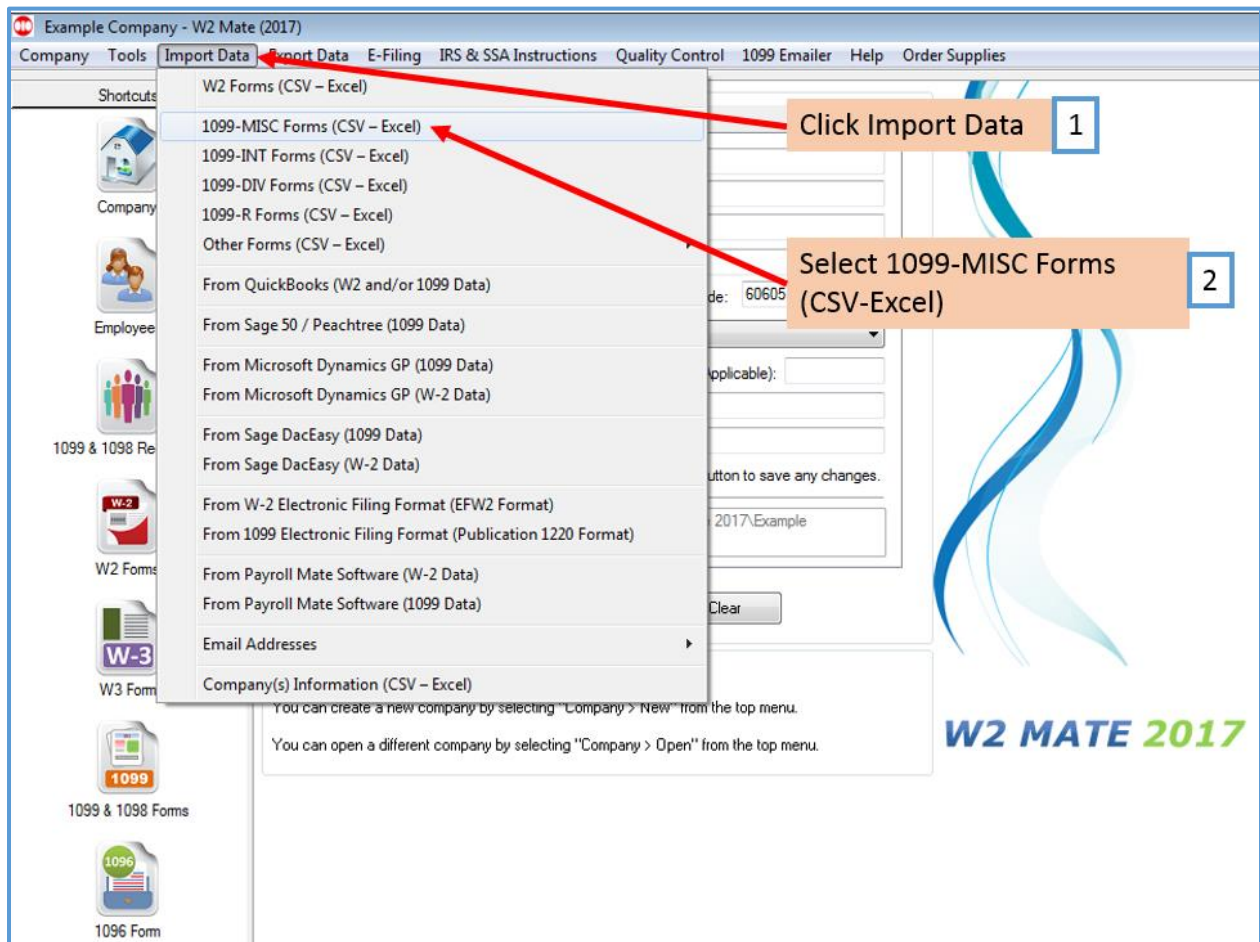 Example Company - W2 Mate (2017)
Company Tools Import Data Export Data E-Filing IRS & SSA Instructions Quality Control 1099 Emailer Help Order Supplies
Shortcuts
Company
Employee
1099 & 1098 Re
W-2
W2 Forms
W-3
W3 Form
1099
1099 & 1098 Forms
1096
1096 Form
W2 Forms (CSV – Excel)
1099-MISC Forms (CSV – Excel)
1099-INT Forms (CSV – Excel)
1099-DIV Forms (CSV – Excel)
1099-R Forms (CSV – Excel)
Other Forms (CSV – Excel)
From QuickBooks (W2 and/or 1099 Data)
From Sage 50 / Peachtree (1099 Data)
From Microsoft Dynamics GP (1099 Data)
From Microsoft Dynamics GP (W-2 Data)
From Sage DacEasy (1099 Data)
From Sage DacEasy (W-2 Data)
From W-2 Electronic Filing Format (EFW2 Format)
From 1099 Electronic Filing Format (Publication 1220 Format)
From Payroll Mate Software (W-2 Data)
From Payroll Mate Software (1099 Data)
Email Addresses
Company(s) Information (CSV – Excel)
Click Import Data 1
Select 1099-MISC Forms
(CSV-Excel)
2
de: 60605
Applicable):
utton to save any changes.
2017\Example
Clear
You can create a new company by selecting "Company > New" from the top menu.
You can open a different company by selecting "Company > Open" from the top menu.
W2 MATE 2017